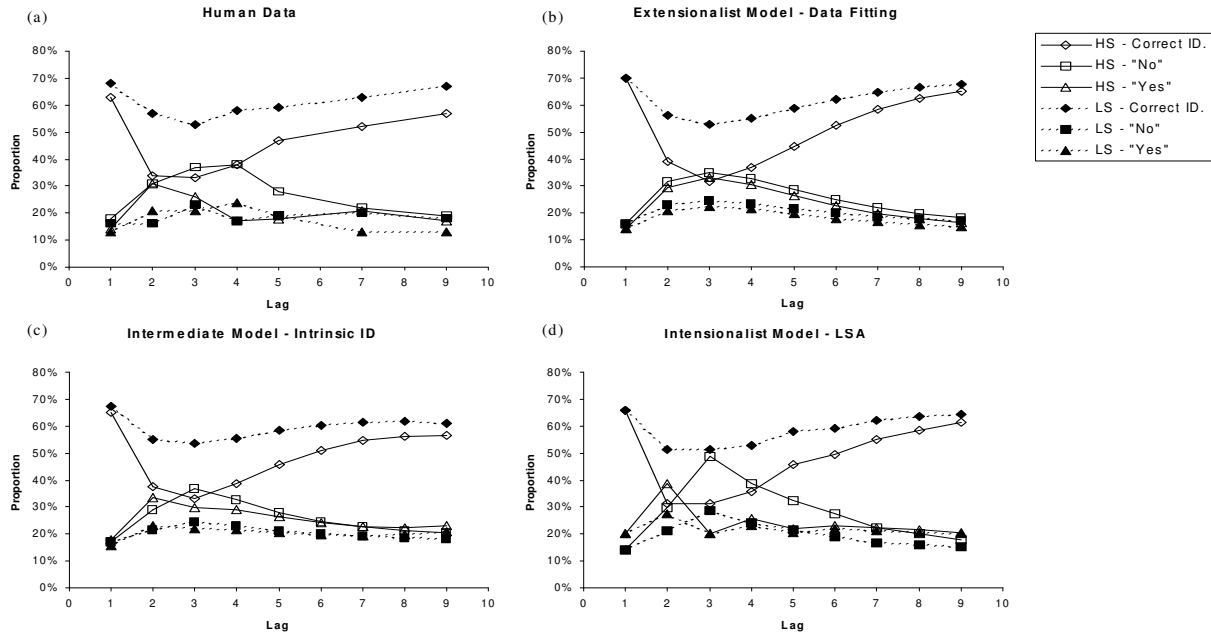 (a)
Human Data
80%
70%
60%
50%
40%
30%
20%
10%
0%
Proportion
0 1 2 3 4 5 6 7 8 9 10
Lag
(b)
Extensionalist Model - Data Fitting
80%
70%
60%
50%
40%
30%
20%
10%
0%
Proportion
0 1 2 3 4 5 6 7 8 9 10
Lag
HS - Correct ID.
HS - "No"
HS - "Yes"
LS - Correct ID.
LS - "No"
LS - "Yes"
(c)
Intermediate Model - Intrinsic ID
80%
70%
60%
50%
40%
30%
20%
10%
0%
Proportion
0 1 2 3 4 5 6 7 8 9 10
Lag
(d)
Intensionalist Model - LSA
80%
70%
60%
50%
40%
30%
20%
10%
0%
Proportion
0 1 2 3 4 5 6 7 8 9 10
Lag